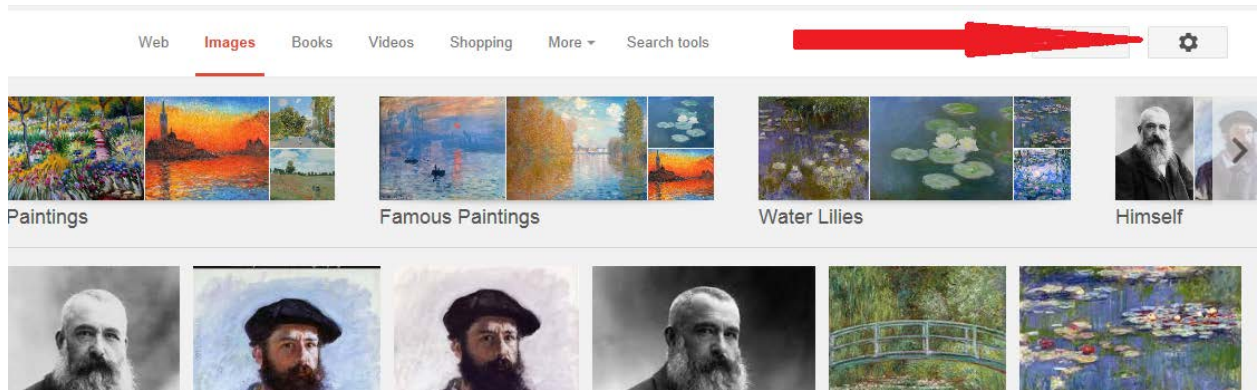 Web Images Books Videos Shopping More Search tools
Paintings Famous Paintings Water Lilies Himself